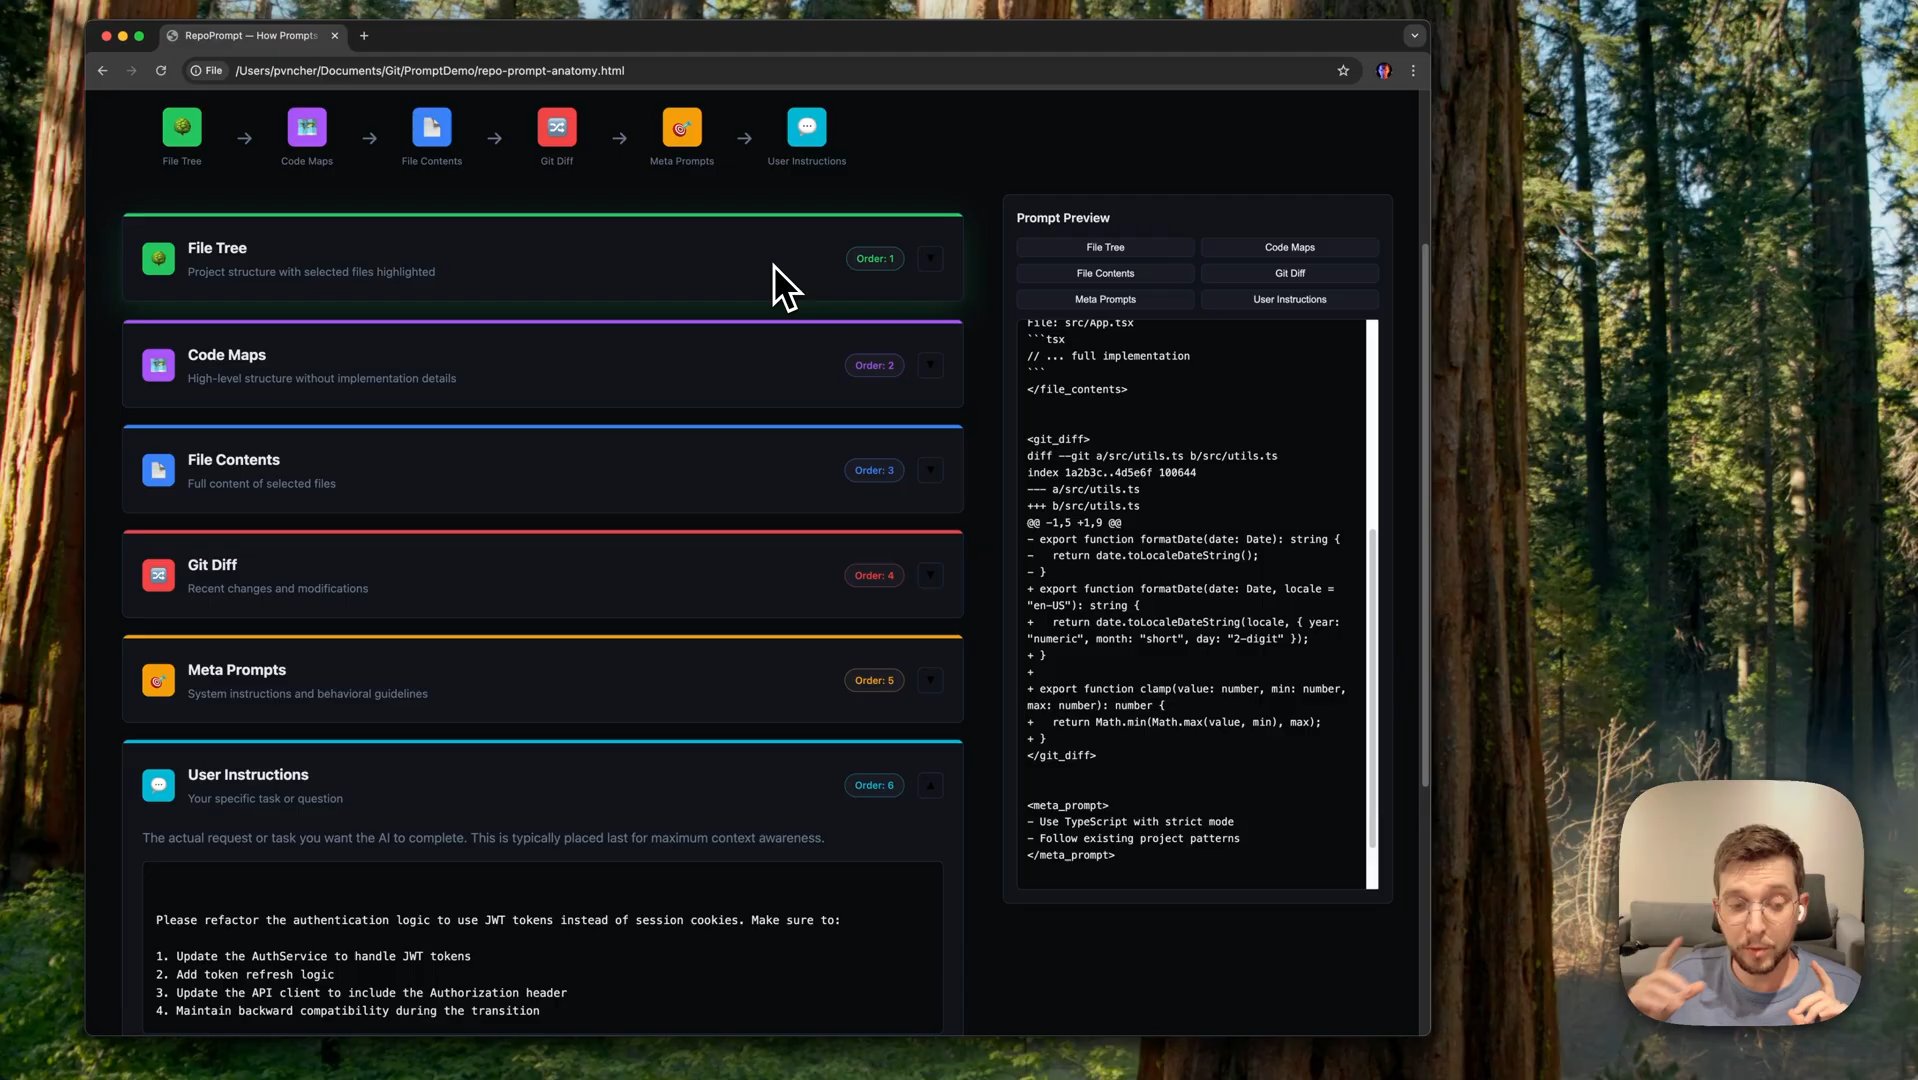 RepoPrompt — How Prompts
File /Users/pvncher/Documents/Git/PromptDemo/repo-prompt-anatomy.html
File Tree
Code Maps
File Contents
Git Diff
Meta Prompts
User Instructions
File Tree
Project structure with selected files highlighted
Order: 1
Code Maps
High-level structure without implementation details
Order: 2
File Contents
Full content of selected files
Order: 3
Git Diff
Recent changes and modifications
Order: 4
Meta Prompts
System instructions and behavioral guidelines
Order: 5
User Instructions
Your specific task or question
Order: 6
The actual request or task you want the AI to complete. This is typically placed last for maximum context awareness.
Please refactor the authentication logic to use JWT tokens instead of session cookies. Make sure to:
1. Update the AuthService to handle JWT tokens
2. Add token refresh logic
3. Update the API client to include the Authorization header
4. Maintain backward compatibility during the transition
Prompt Preview
File Tree
Code Maps
File Contents
Git Diff
Meta Prompts
User Instructions
File: src/App.tsx
```tsx
// ... full implementation
```
</file_contents>
<git_diff>
diff --git a/src/utils.ts b/src/utils.ts
index 1a2b3c..4d5e6f 100644
--- a/src/utils.ts
+++ b/src/utils.ts
@@ -1,5 +1,9 @@
- export function formatDate(date: Date): string {
-   return date.toLocaleDateString();
- }
+ export function formatDate(date: Date, locale =
"en-US"): string {
+   return date.toLocaleDateString(locale, { year:
"numeric", month: "short", day: "2-digit" });
+ }
+
+ export function clamp(value: number, min: number,
max: number): number {
+   return Math.min(Math.max(value, min), max);
+ }
</git_diff>
<meta_prompt>
- Use TypeScript with strict mode
- Follow existing project patterns
</meta_prompt>